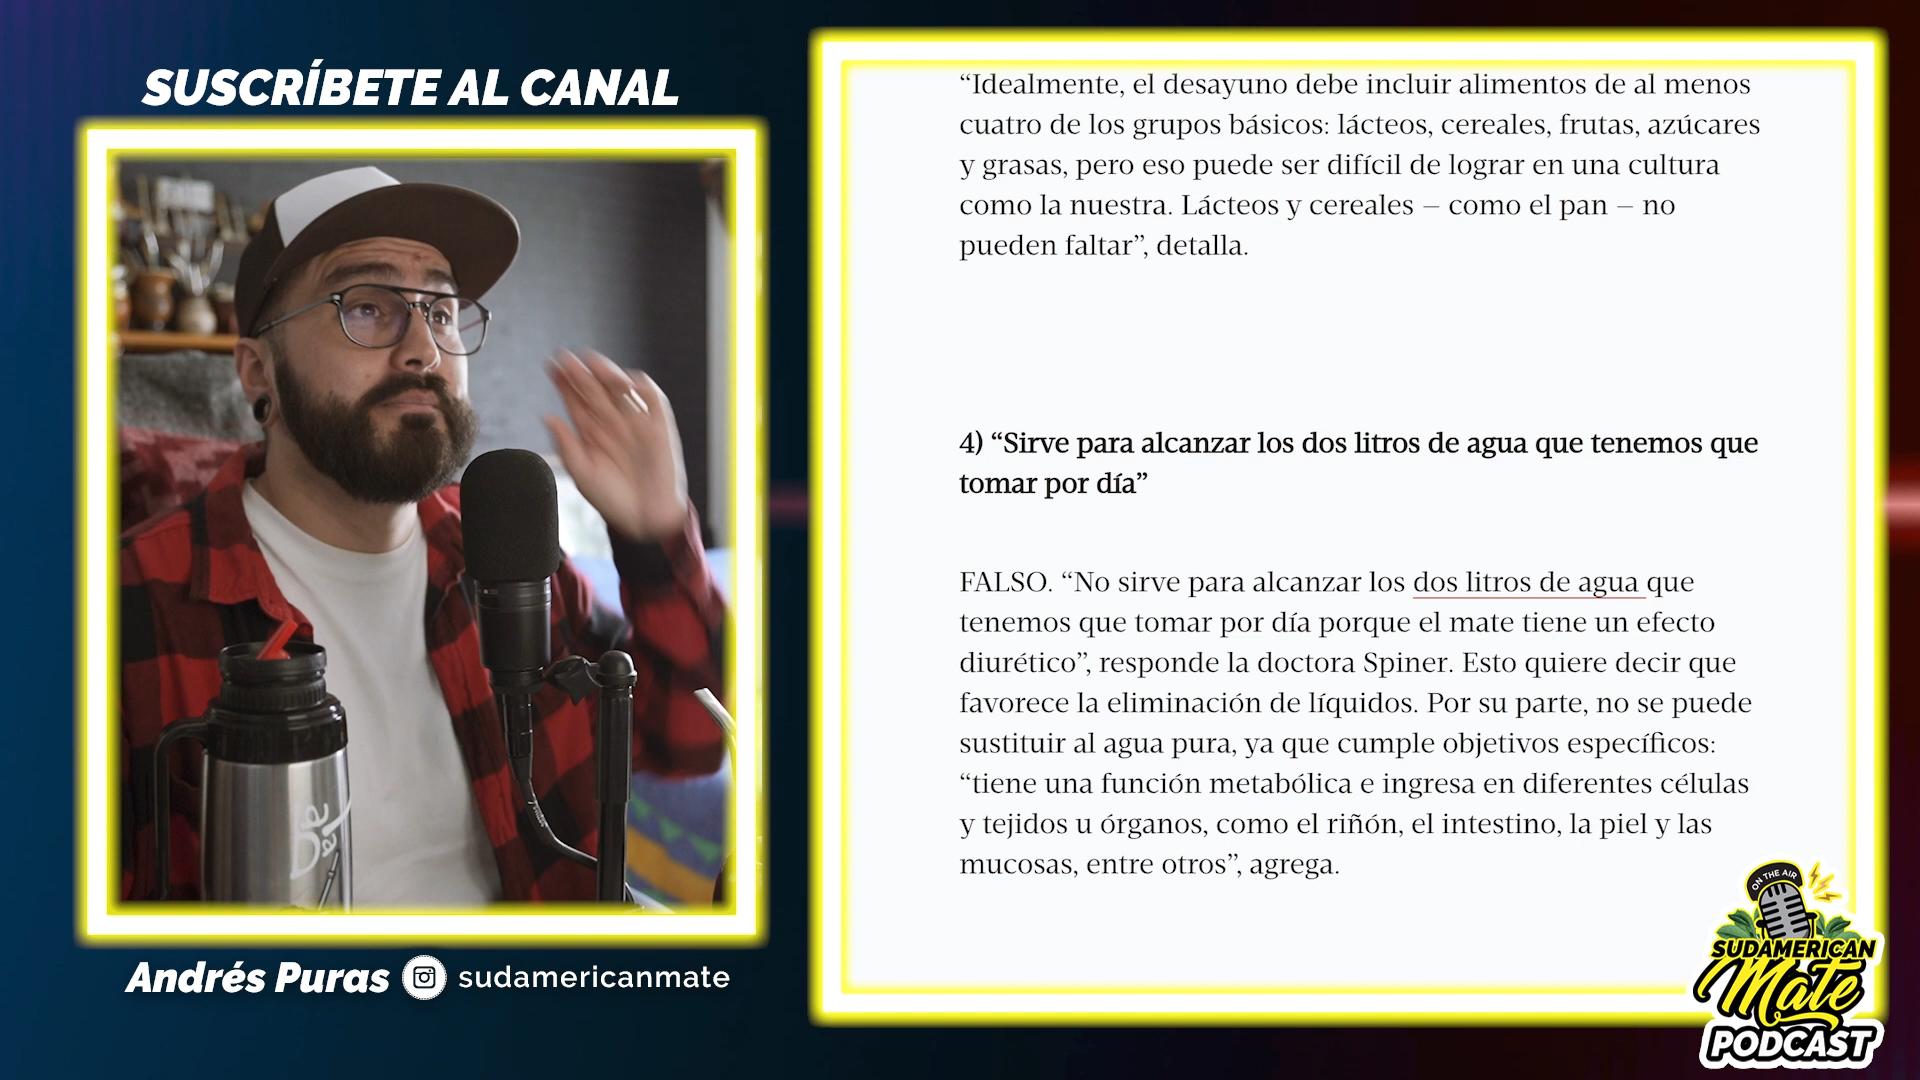 SUSCRÍBETE AL CANAL
“Idealmente, el desayuno debe incluir alimentos de al menos
cuatro de los grupos básicos: lácteos, cereales, frutas, azúcares
y grasas, pero eso puede ser difícil de lograr en una cultura
como la nuestra. Lácteos y cereales – como el pan – no
pueden faltar”, detalla.
4) “Sirve para alcanzar los dos litros de agua que tenemos que
tomar por día”
FALSO. “No sirve para alcanzar los dos litros de agua que
tenemos que tomar por día porque el mate tiene un efecto
diurético”, responde la doctora Spiner. Esto quiere decir que
favorece la eliminación de líquidos. Por su parte, no se puede
sustituir al agua pura, ya que cumple objetivos específicos:
“tiene una función metabólica e ingresa en diferentes células
y tejidos u órganos, como el riñón, el intestino, la piel y las
mucosas, entre otros”, agrega.
Andrés Puras sudamericanmate
ON THE AIR
SUDAMERICAN
Mate
PODCAST